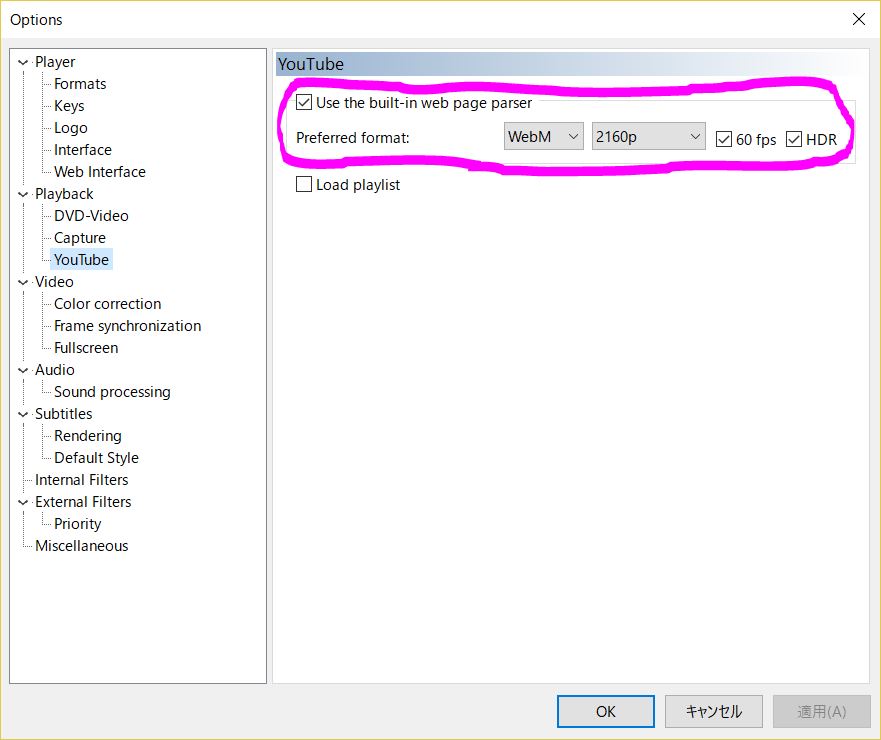 Options
Player
Formats
Keys
Logo
Interface
Web Interface
Playback
DVD-Video
Capture
YouTube
Video
Color correction
Frame synchronization
Fullscreen
Audio
Sound processing
Subtitles
Rendering
Default Style
Internal Filters
External Filters
Priority
Miscellaneous
YouTube
Use the built-in web page parser
Preferred format: WebM 2160p 60 fps HDR
Load playlist
OK キャンセル 適用(A)